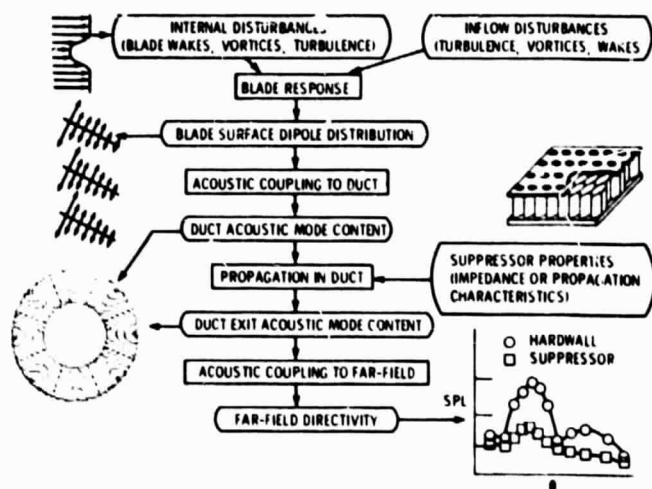 INTERNAL DISTURBANCES
(BLADE WAKES, VORTICES, TURBULENCE)
INFLOW DISTURBANCES
(TURBULENCE, VORTICES, WAKES
BLADE RESPONSE
BLADE SURFACE DIPOLE DISTRIBUTION
ACOUSTIC COUPLING TO DUCT
DUCT ACOUSTIC MODE CONTENT
SUPPRESSOR PROPERTIES
(IMPEDANCE OR PROPAGATION
CHARACTERISTICS)
PROPAGATION IN DUCT
DUCT EXIT ACOUSTIC MODE CONTENT
ACOUSTIC COUPLING TO FAR-FIELD
FAR-FIELD DIRECTIVITY
HARDWALL
SUPPRESSOR
SPL